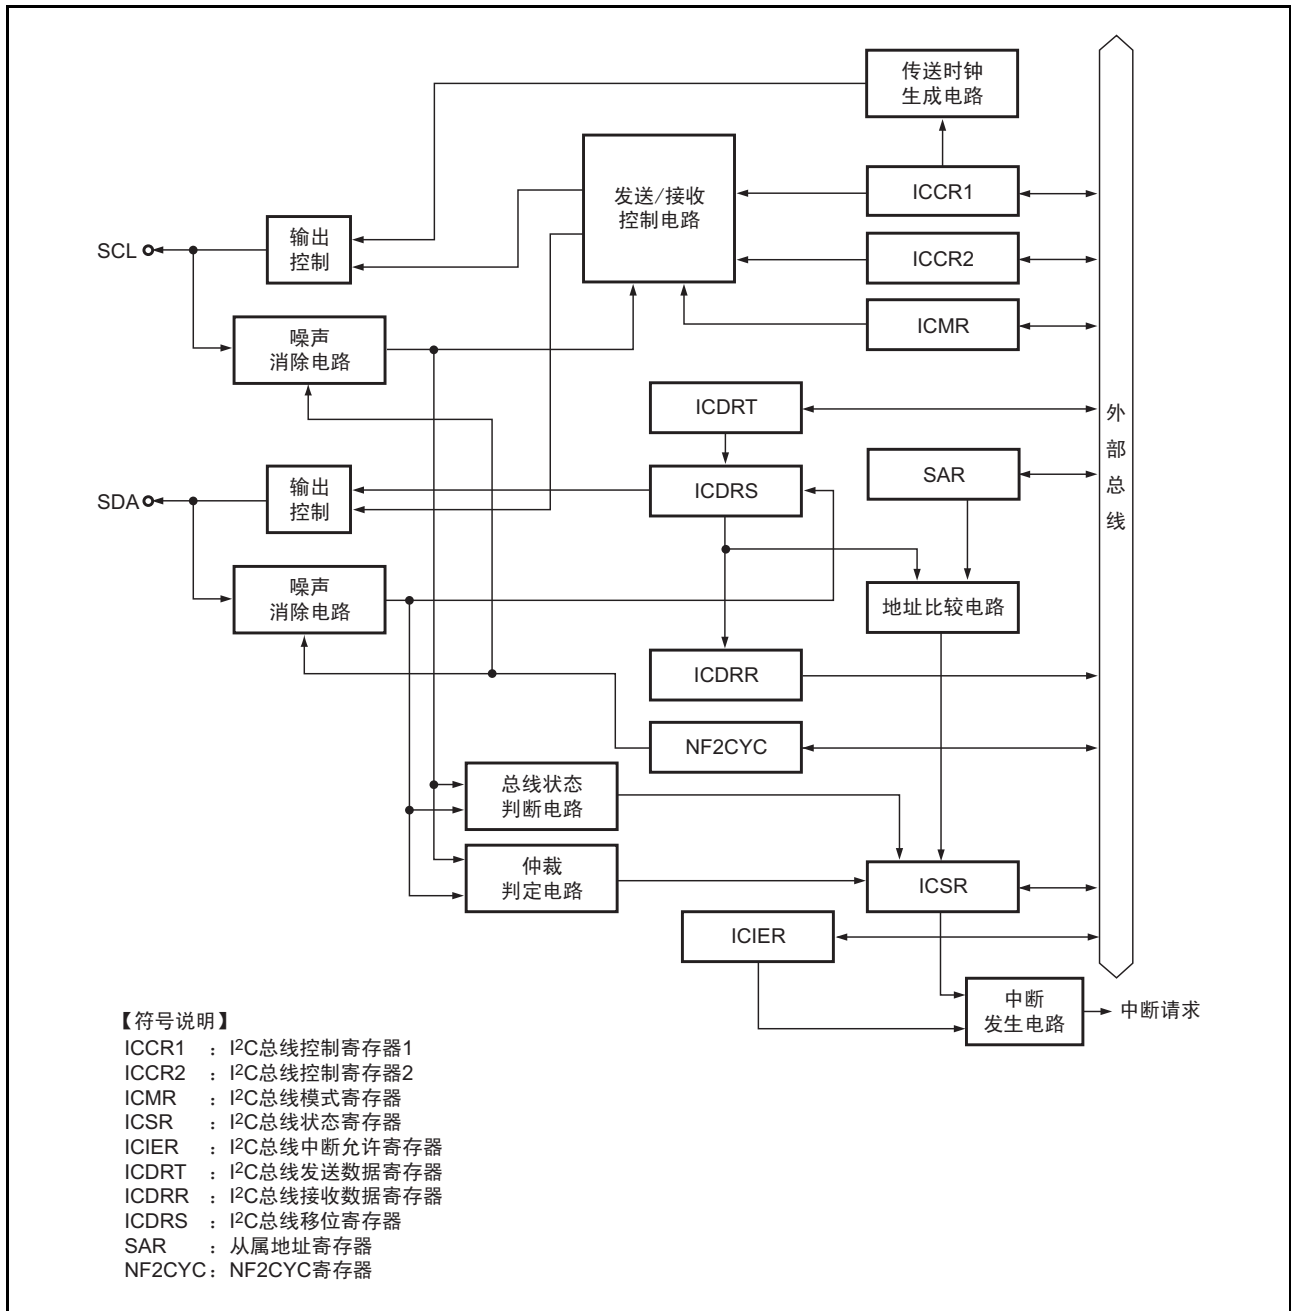 传送时钟
生成电路
发送/接收
控制电路
ICCR1
输出
控制
SCL
ICCR2
噪声
消除电路
ICMR
ICDRT
外部总线
输出
控制
SDA
ICDRS
SAR
噪声
消除电路
地址比较电路
ICDRR
NF2CYC
总线状态
判断电路
仲裁
判定电路
ICSR
ICIER
中断
发生电路
中断请求
【符号说明】
ICCR1 : I²C总线控制寄存器1
ICCR2 : I²C总线控制寄存器2
ICMR : I²C总线模式寄存器
ICSR : I²C总线状态寄存器
ICIER : I²C总线中断允许寄存器
ICDRT : I²C总线发送数据寄存器
ICDRR : I²C总线接收数据寄存器
ICDRS : I²C总线移位寄存器
SAR : 从属地址寄存器
NF2CYC: NF2CYC寄存器